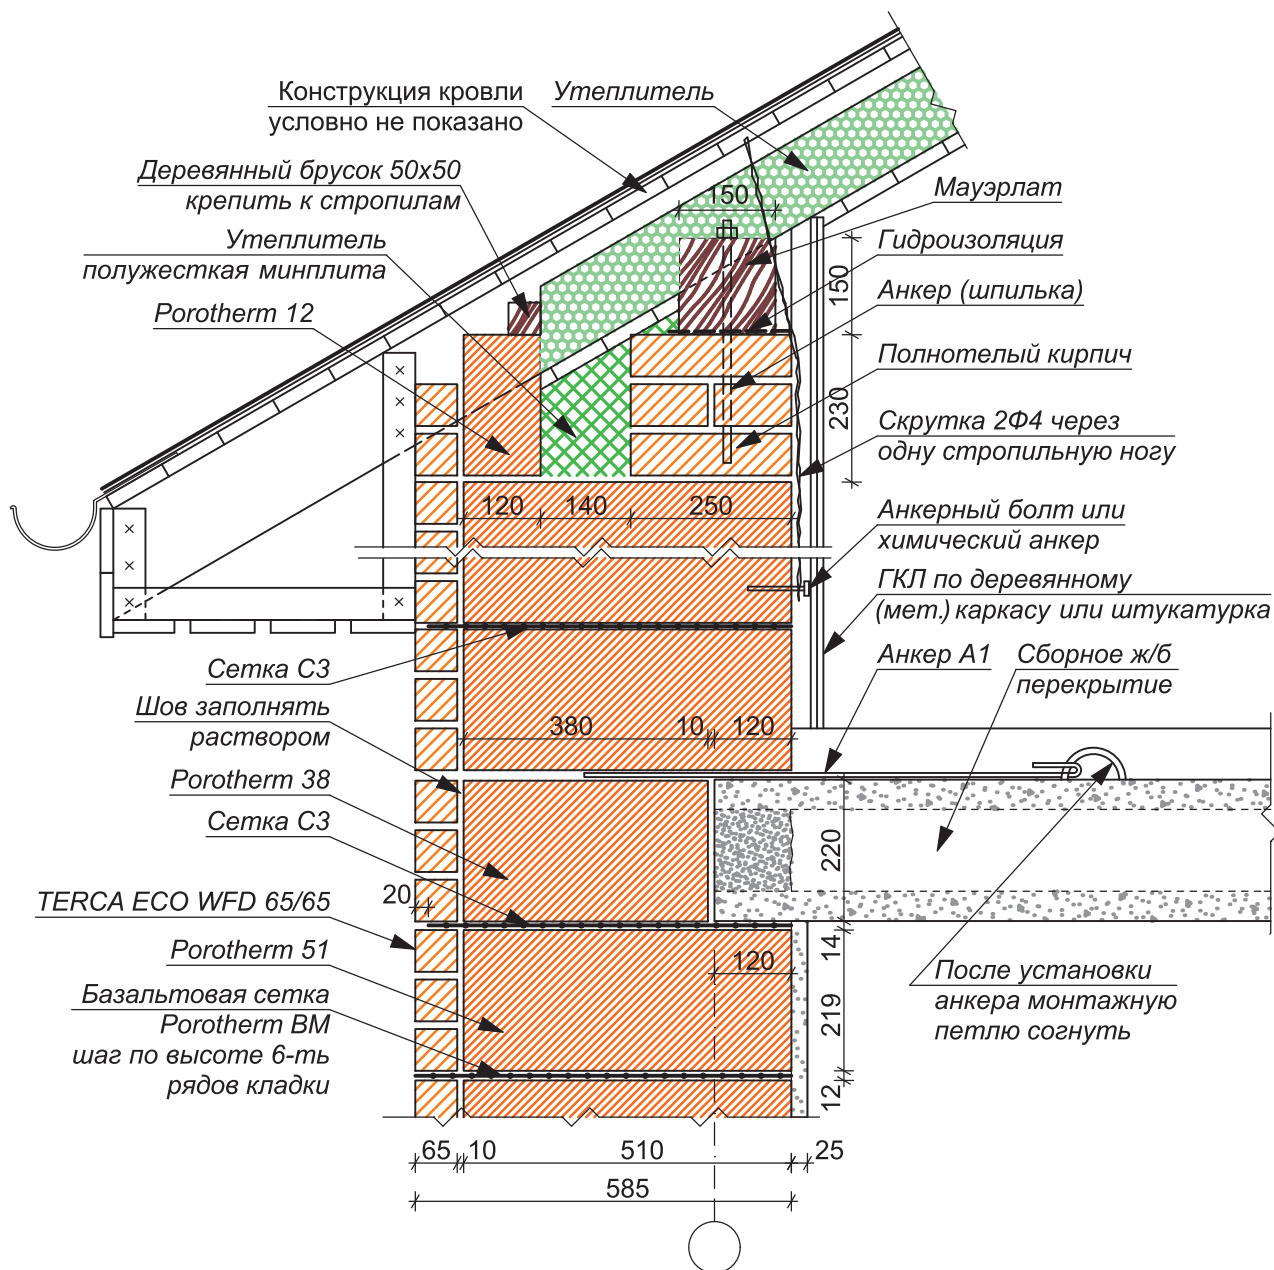 Конструкция кровли
условно не показано
Утеплитель
Деревянный брусок 50х50
крепить к стропилам
Утеплитель
полужесткая минплита
Porotherm 12
150
Мауэрлат
Гидроизоляция
150
Анкер (шпилька)
Полнотелый кирпич
230
Скрутка 2Ф4 через
одну стропильную ногу
120
140
250
Анкерный болт или
химический анкер
ГКЛ по деревянному
(мет.) каркасу или штукатурка
Сетка С3
Анкер А1
Сборное ж/б
перекрытие
Шов заполнять
раствором
380
10
120
Porotherm 38
Сетка С3
220
20
TERCA ECO WFD 65/65
Porotherm 51
14
120
219
После установки
анкера монтажную
петлю согнуть
Базальтовая сетка
Porotherm BM
шаг по высоте 6-ть
рядов кладки
12
65
10
510
25
585